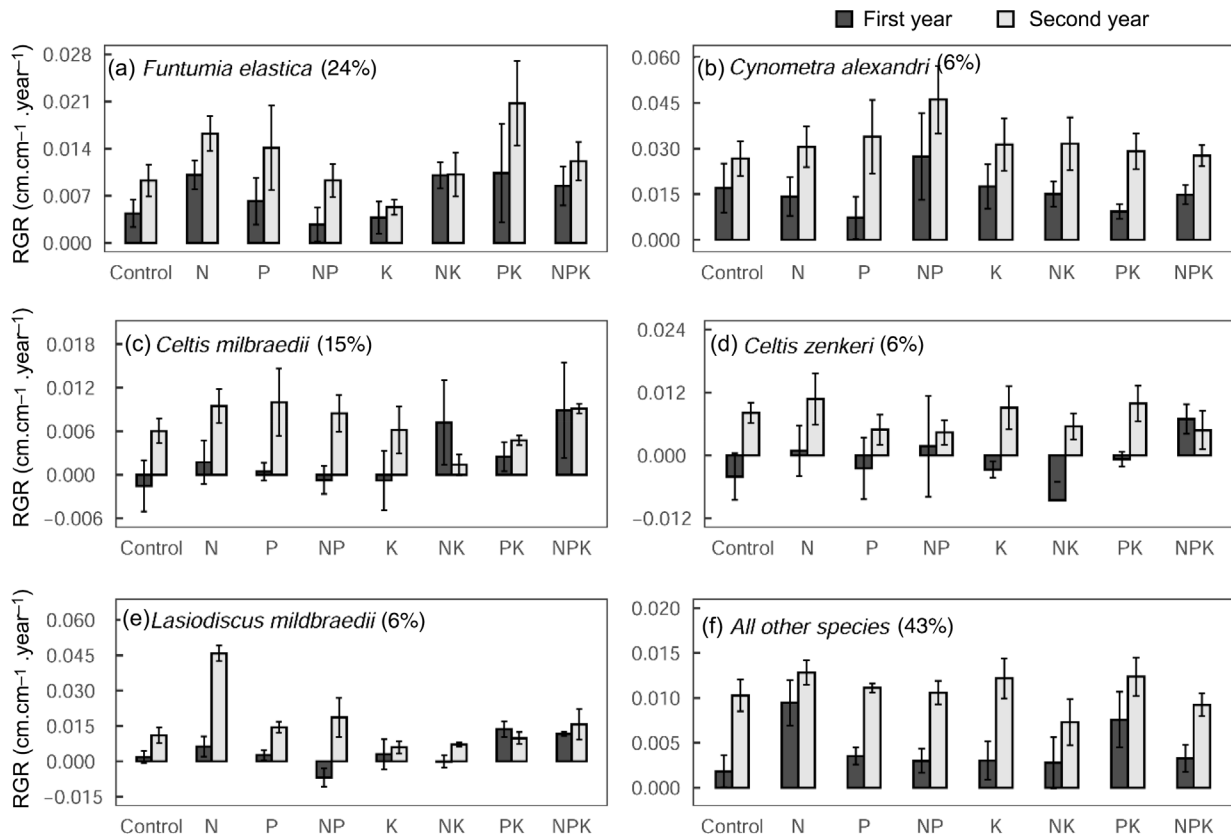 First year Second year
(a) Funtumia elastica (24%)
RGR (cm.cm⁻¹ .year⁻¹)
0.028
0.021
0.014
0.007
0.000
Control N P NP K NK PK NPK
(b) Cynometra alexandri (6%)
0.060
0.045
0.030
0.015
0.000
Control N P NP K NK PK NPK
(c) Celtis milbraedii (15%)
RGR (cm.cm⁻¹ .year⁻¹)
0.018
0.012
0.006
0.000
−0.006
Control N P NP K NK PK NPK
(d) Celtis zenkeri (6%)
0.024
0.012
0.000
−0.012
Control N P NP K NK PK NPK
(e) Lasiodiscus mildbraedii (6%)
RGR (cm.cm⁻¹ .year⁻¹)
0.060
0.045
0.030
0.015
0.000
−0.015
Control N P NP K NK PK NPK
(f) All other species (43%)
0.020
0.015
0.010
0.005
0.000
Control N P NP K NK PK NPK